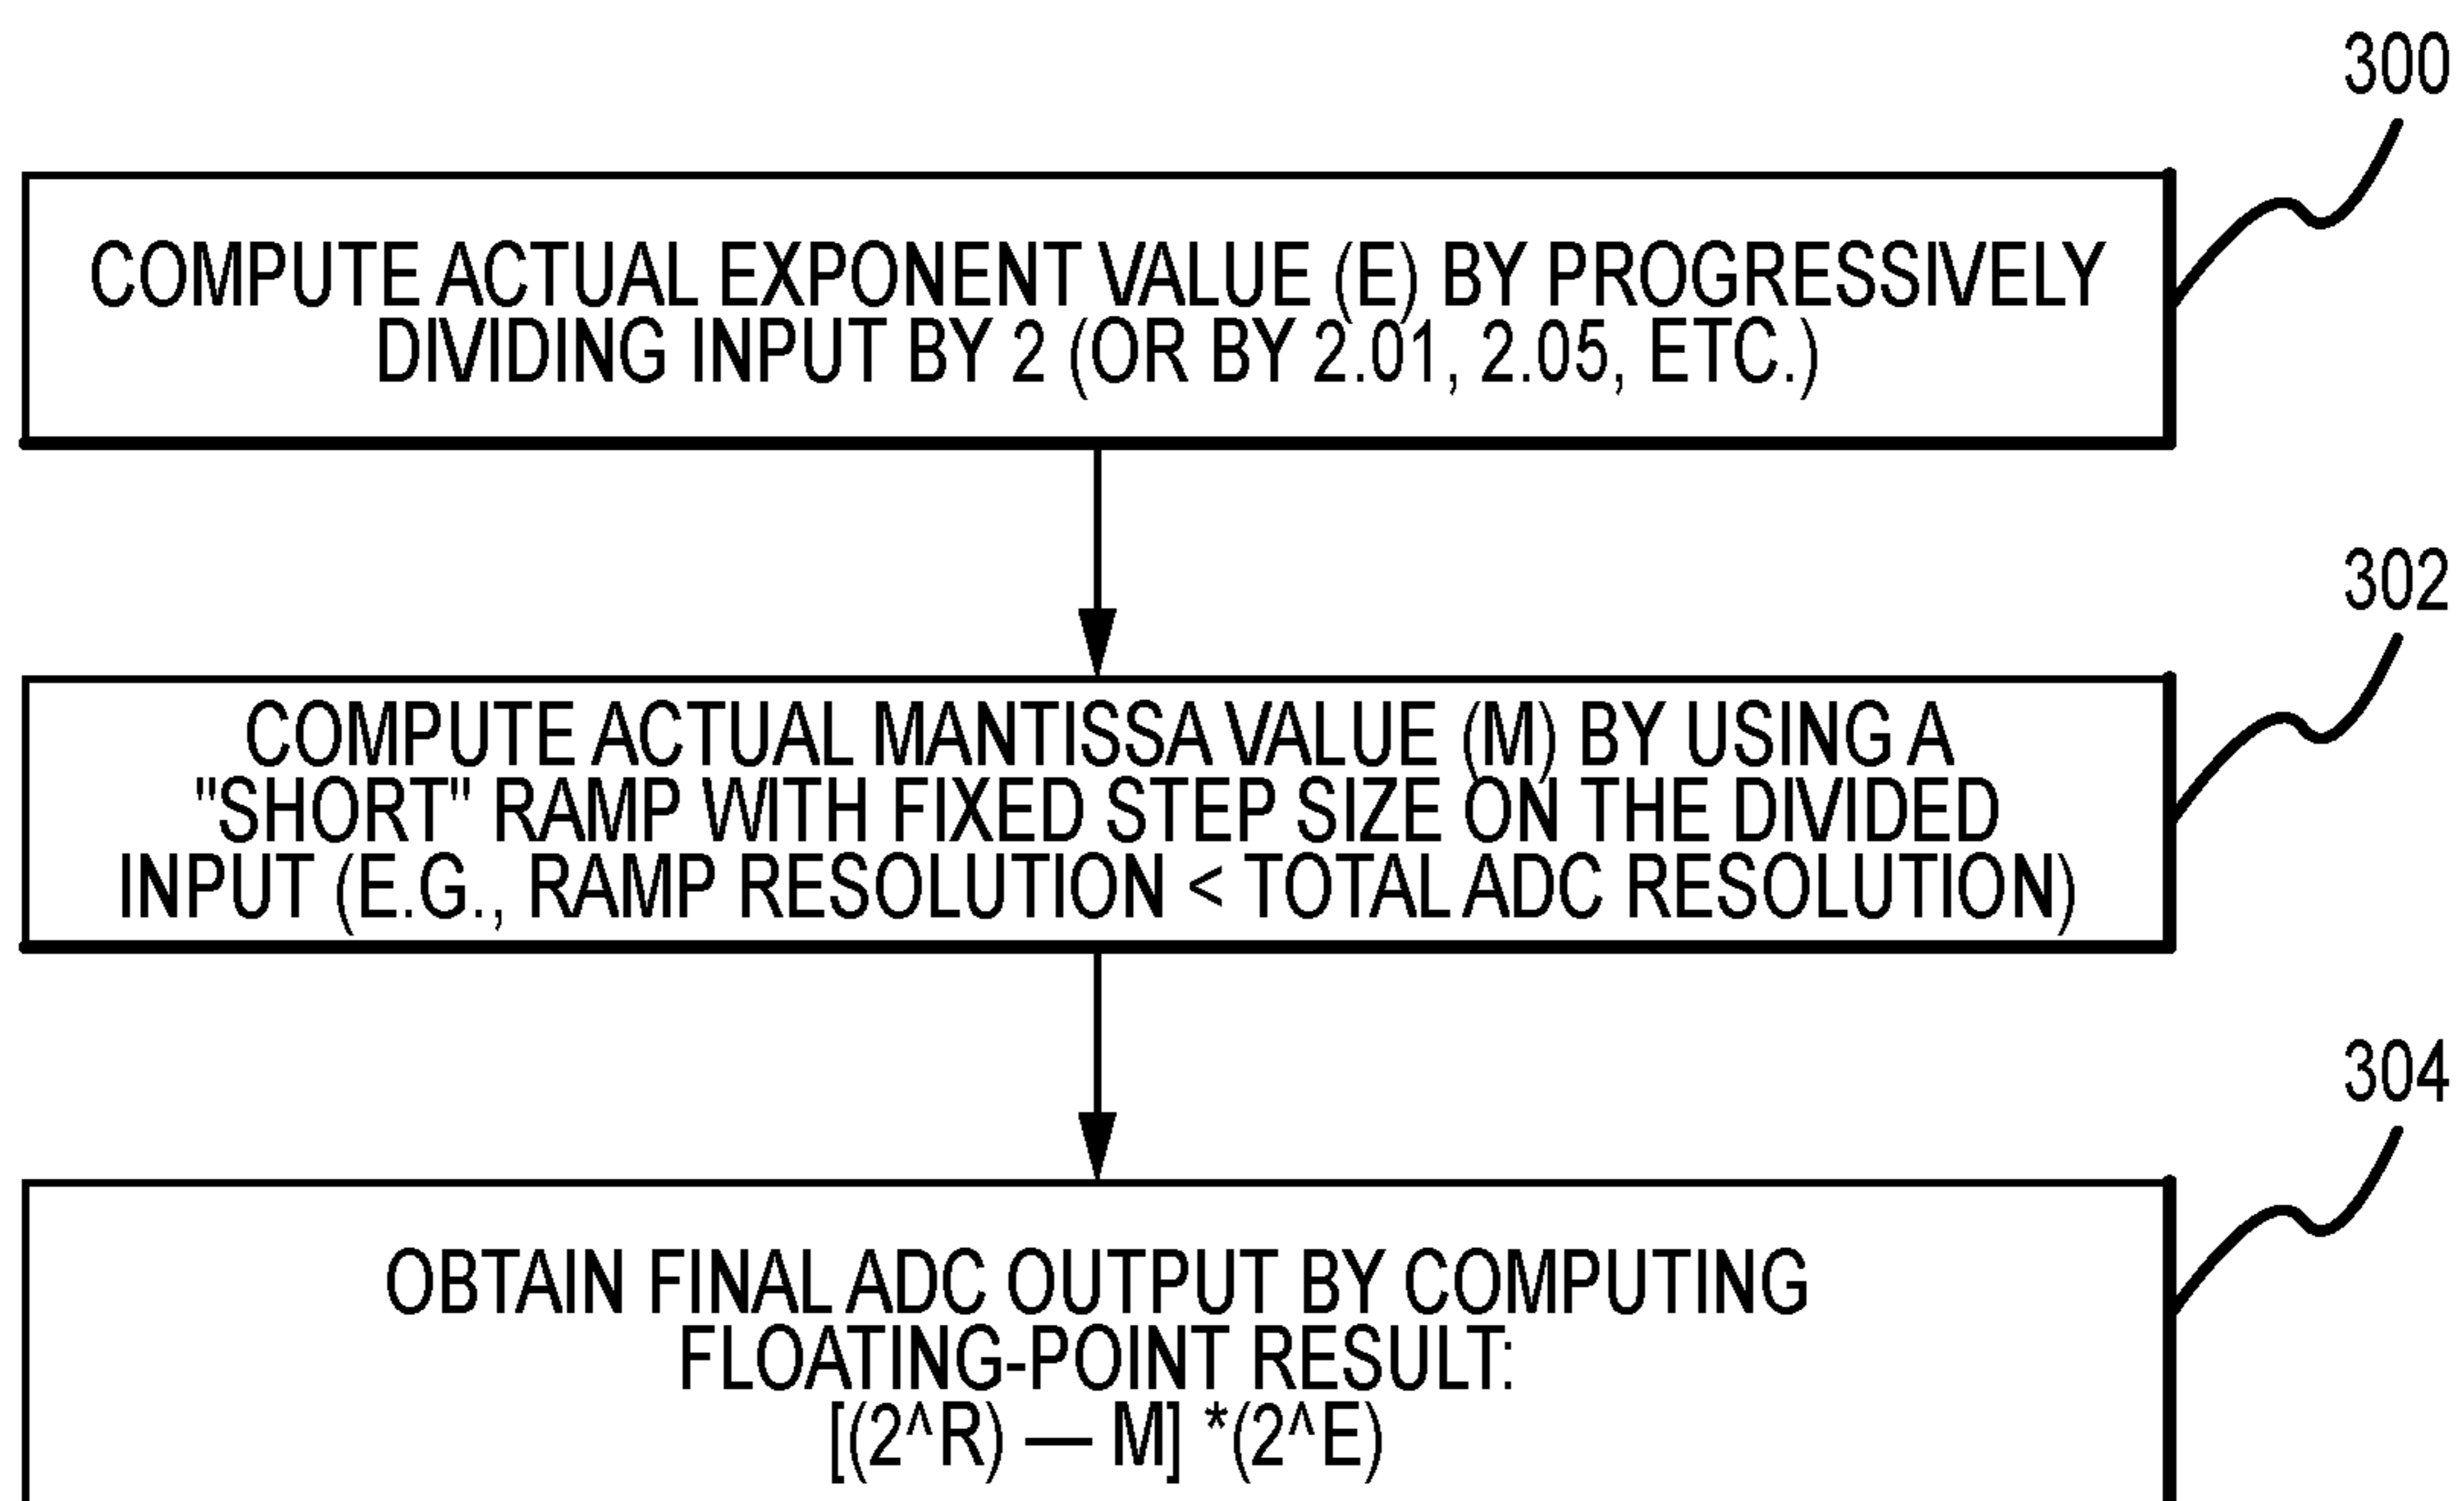 300
COMPUTE ACTUAL EXPONENT VALUE (E) BY PROGRESSIVELY
DIVIDING INPUT BY 2 (OR BY 2.01, 2.05, ETC.)
302
COMPUTE ACTUAL MANTISSA VALUE (M) BY USING A
"SHORT" RAMP WITH FIXED STEP SIZE ON THE DIVIDED
INPUT (E.G., RAMP RESOLUTION < TOTAL ADC RESOLUTION)
304
OBTAIN FINAL ADC OUTPUT BY COMPUTING
FLOATING-POINT RESULT:
[(2^R) — M] *(2^E)